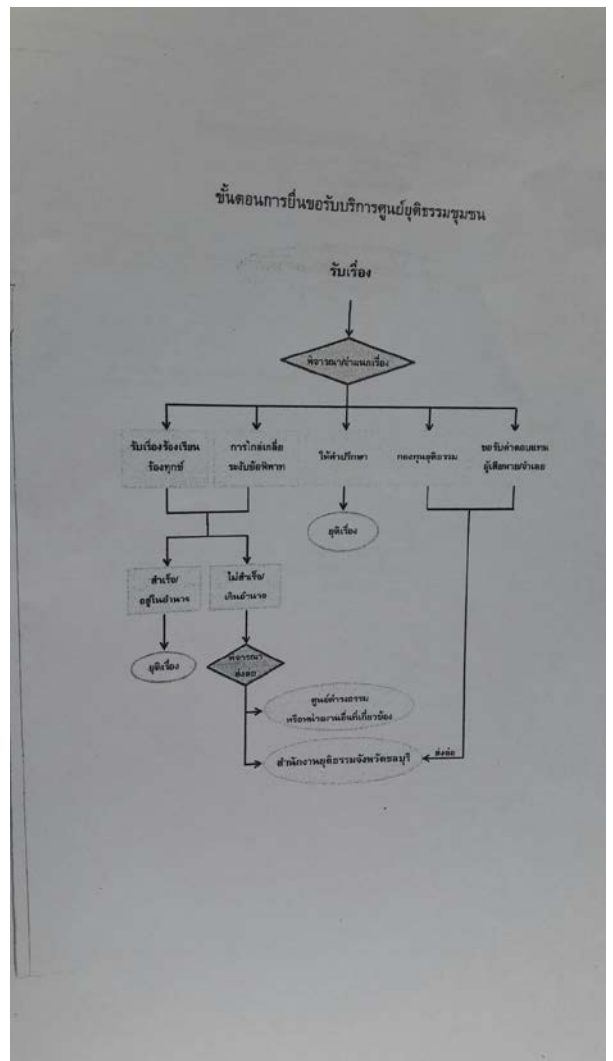 ขั้นตอนการยื่นขอรับบริการศูนย์ยุติธรรมชุมชน
รับเรื่อง
พิจารณา/จำแนกเรื่อง
รับเรื่องร้องเรียน
ร้องทุกข์
การไกล่เกลี่ย
ระงับข้อพิพาท
ให้คำปรึกษา
กองทุนยุติธรรม
ขอรับค่าตอบแทน
ผู้เสียหาย/จำเลย
ยุติเรื่อง
สำเร็จ/
อยู่ในอำนาจ
ไม่สำเร็จ/
เกินอำนาจ
ยุติเรื่อง
พิจารณา
ส่งต่อ
ศูนย์ดำรงธรรม
หรือหน่วยงานอื่นที่เกี่ยวข้อง
สำนักงานยุติธรรมจังหวัดชลบุรี
ส่งต่อ